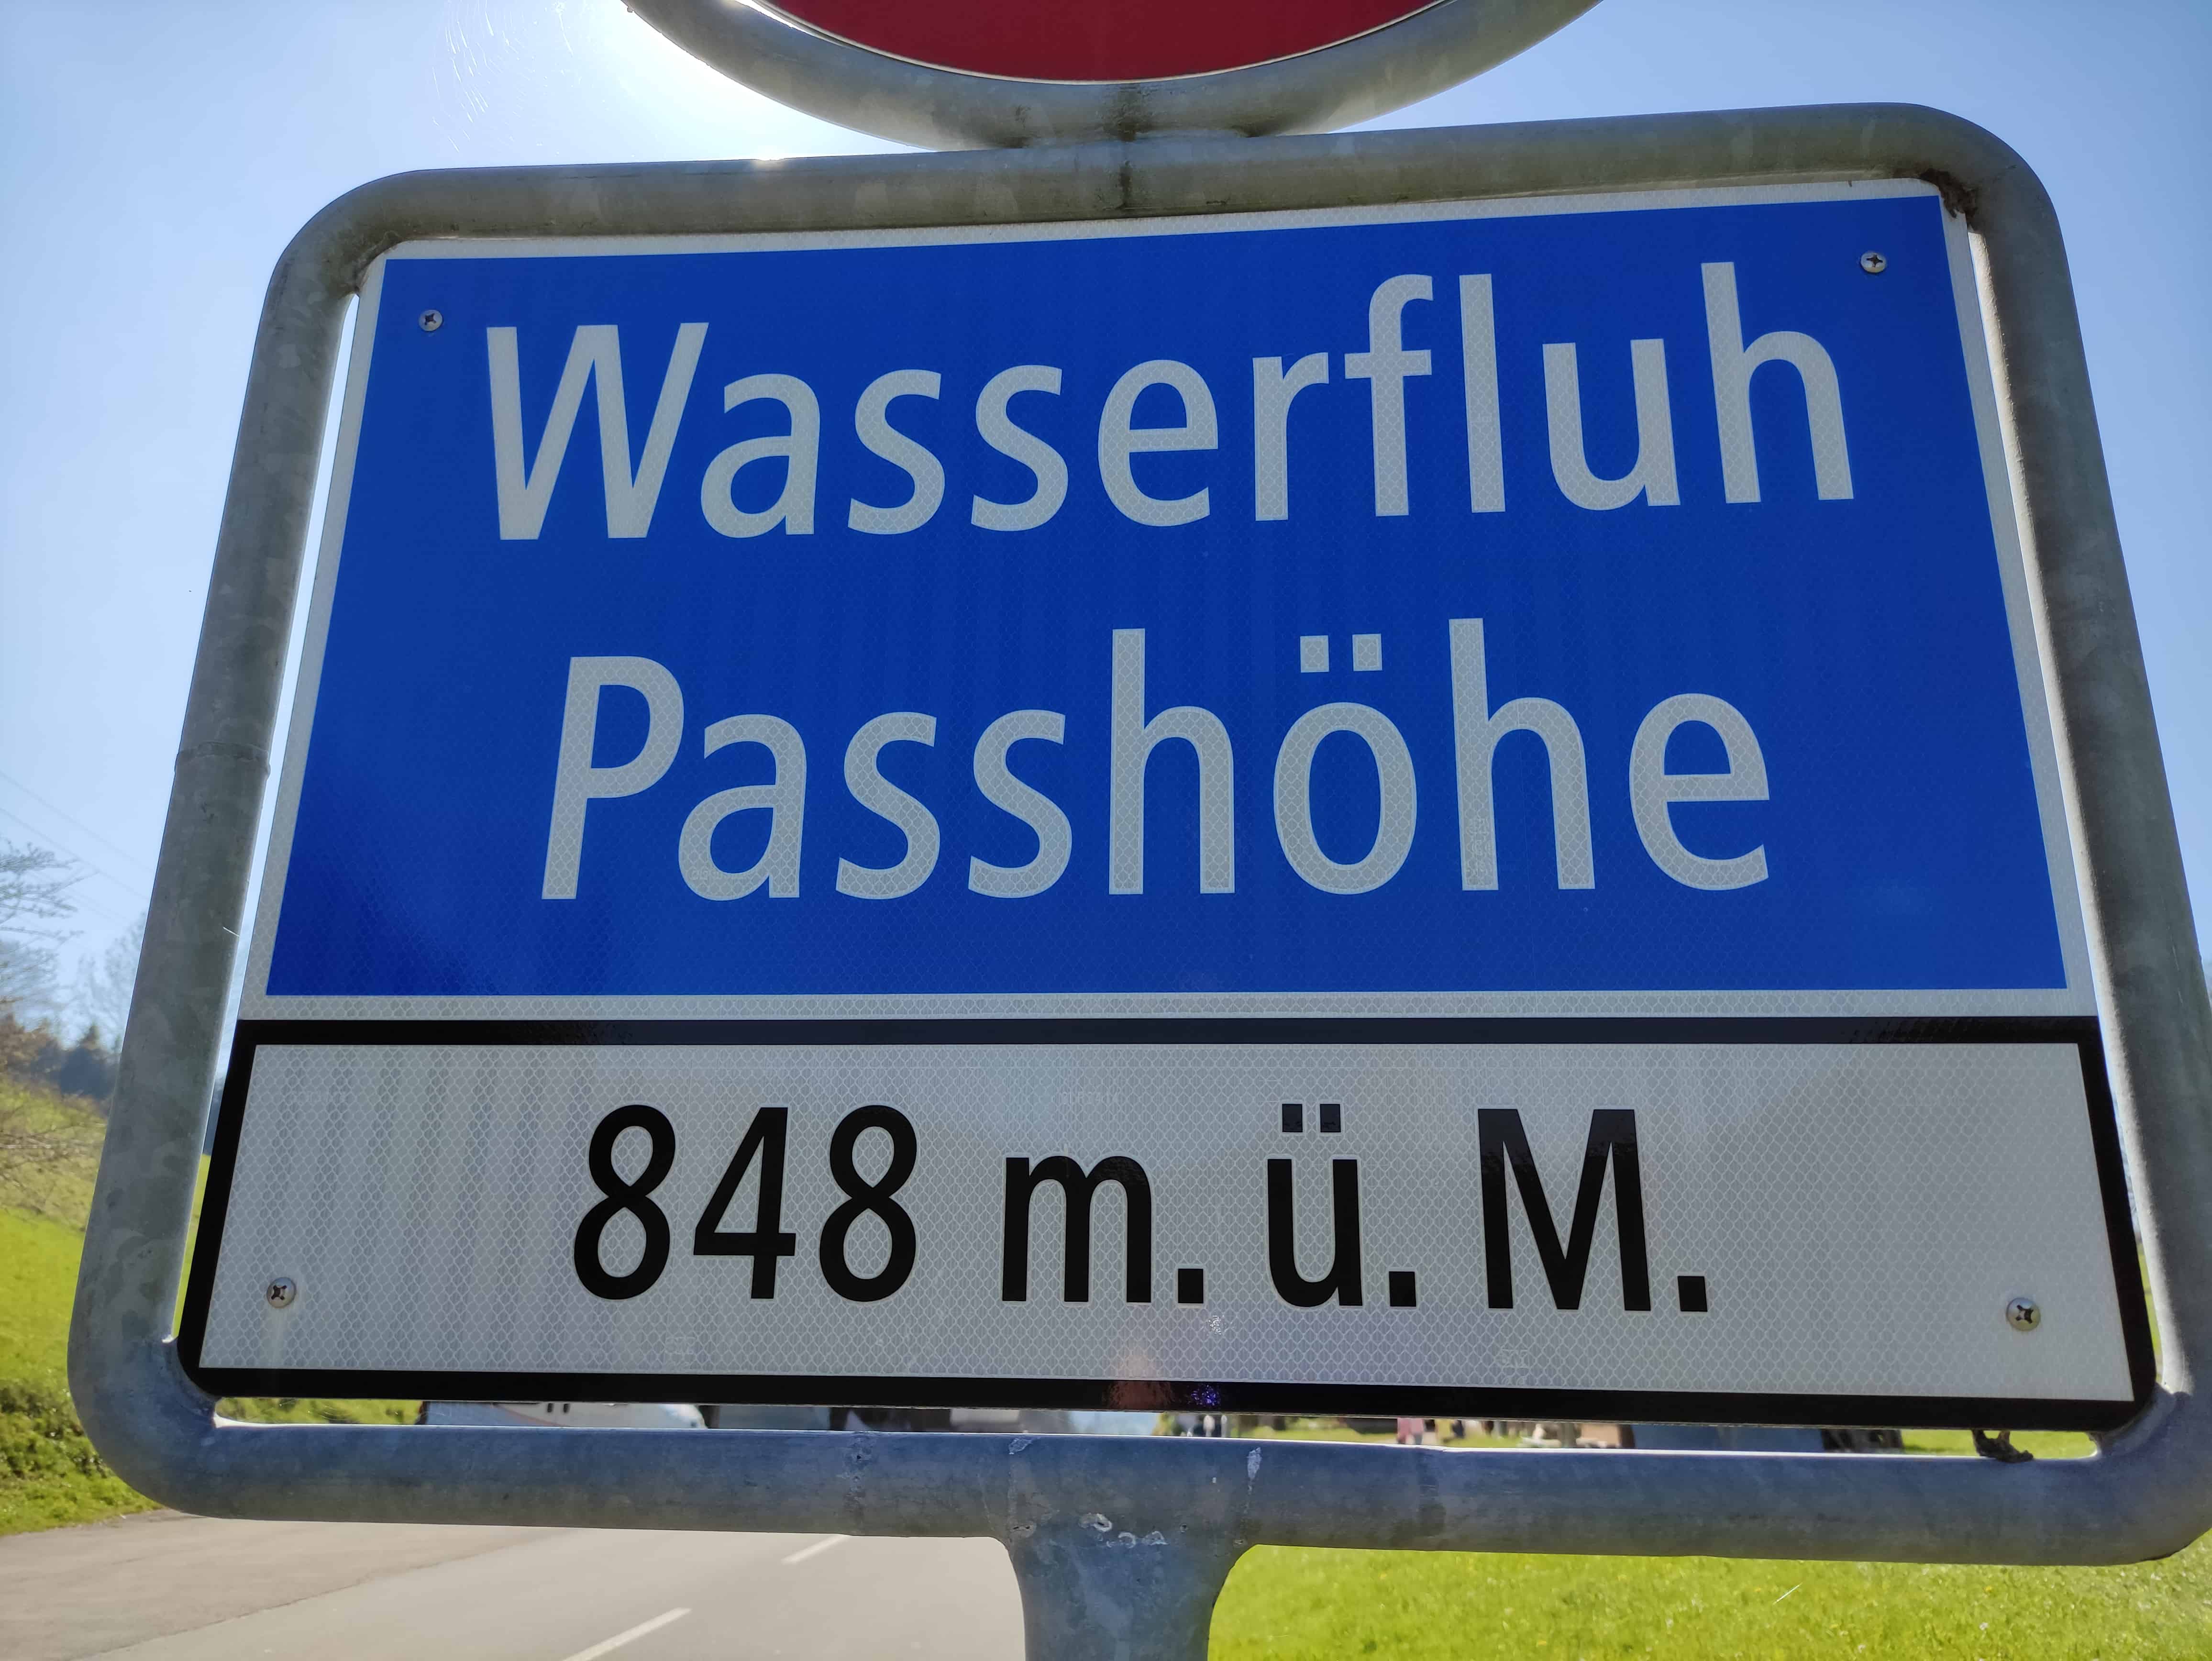 Wasserfluh
Passhöhe
848 m. ü. M.